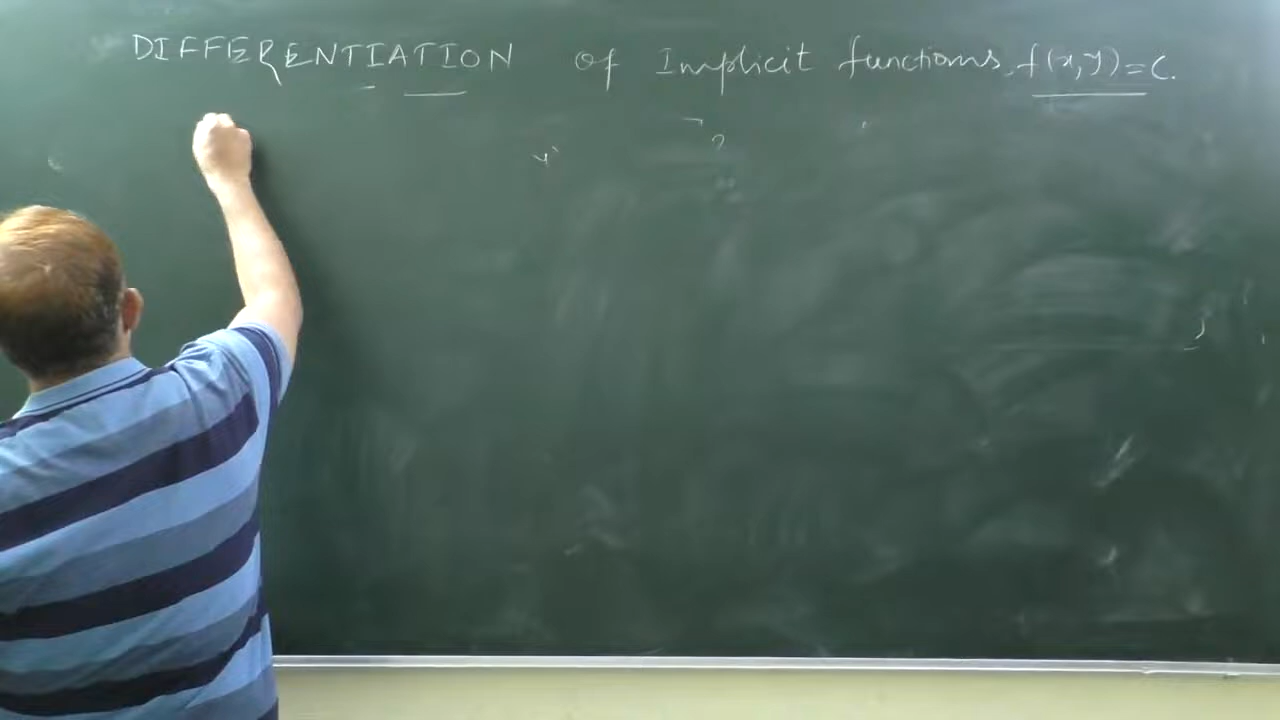 DIFFERENTIATION of Implicit functions, f(x,y)=c.